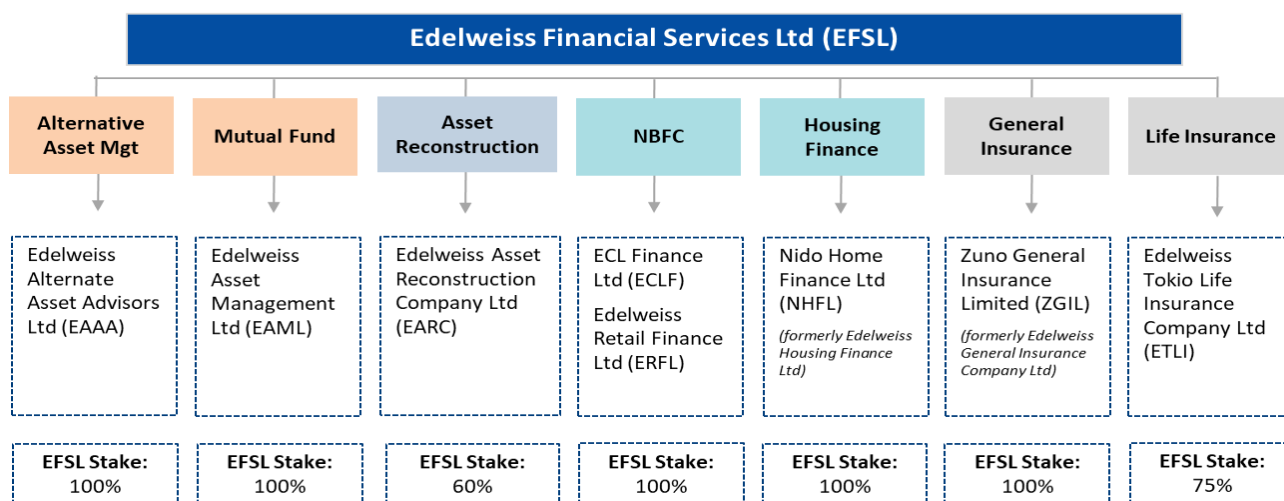 Edelweiss Financial Services Ltd (EFSL)
Alternative
Asset Mgt
Mutual Fund
Asset
Reconstruction
NBFC
Housing
Finance
General
Insurance
Life Insurance
Edelweiss
Alternate
Asset Advisors
Ltd (EAAA)
Edelweiss
Asset
Management
Ltd (EAML)
Edelweiss Asset
Reconstruction
Company Ltd
(EARC)
ECL Finance
Ltd (ECLF)
Edelweiss
Retail Finance
Ltd (ERFL)
Nido Home
Finance Ltd
(NHFL)
(formerly Edelweiss
Housing Finance
Ltd)
Zuno General
Insurance
Limited (ZGIL)
(formerly Edelweiss
General Insurance
Company Ltd)
Edelweiss
Tokio Life
Insurance
Company Ltd
(ETLI)
EFSL Stake:
100%
EFSL Stake:
100%
EFSL Stake:
60%
EFSL Stake:
100%
EFSL Stake:
100%
EFSL Stake:
100%
EFSL Stake:
75%